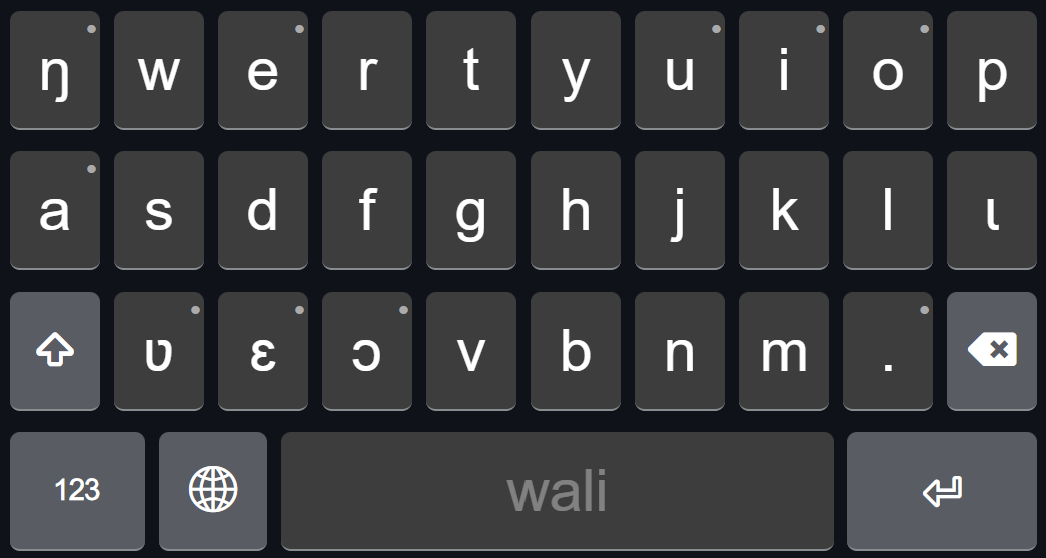 ŋ w e r t y u i o p
a s d f g h j k l ɩ
ʋ ɛ ɔ v b n m .
123 wali